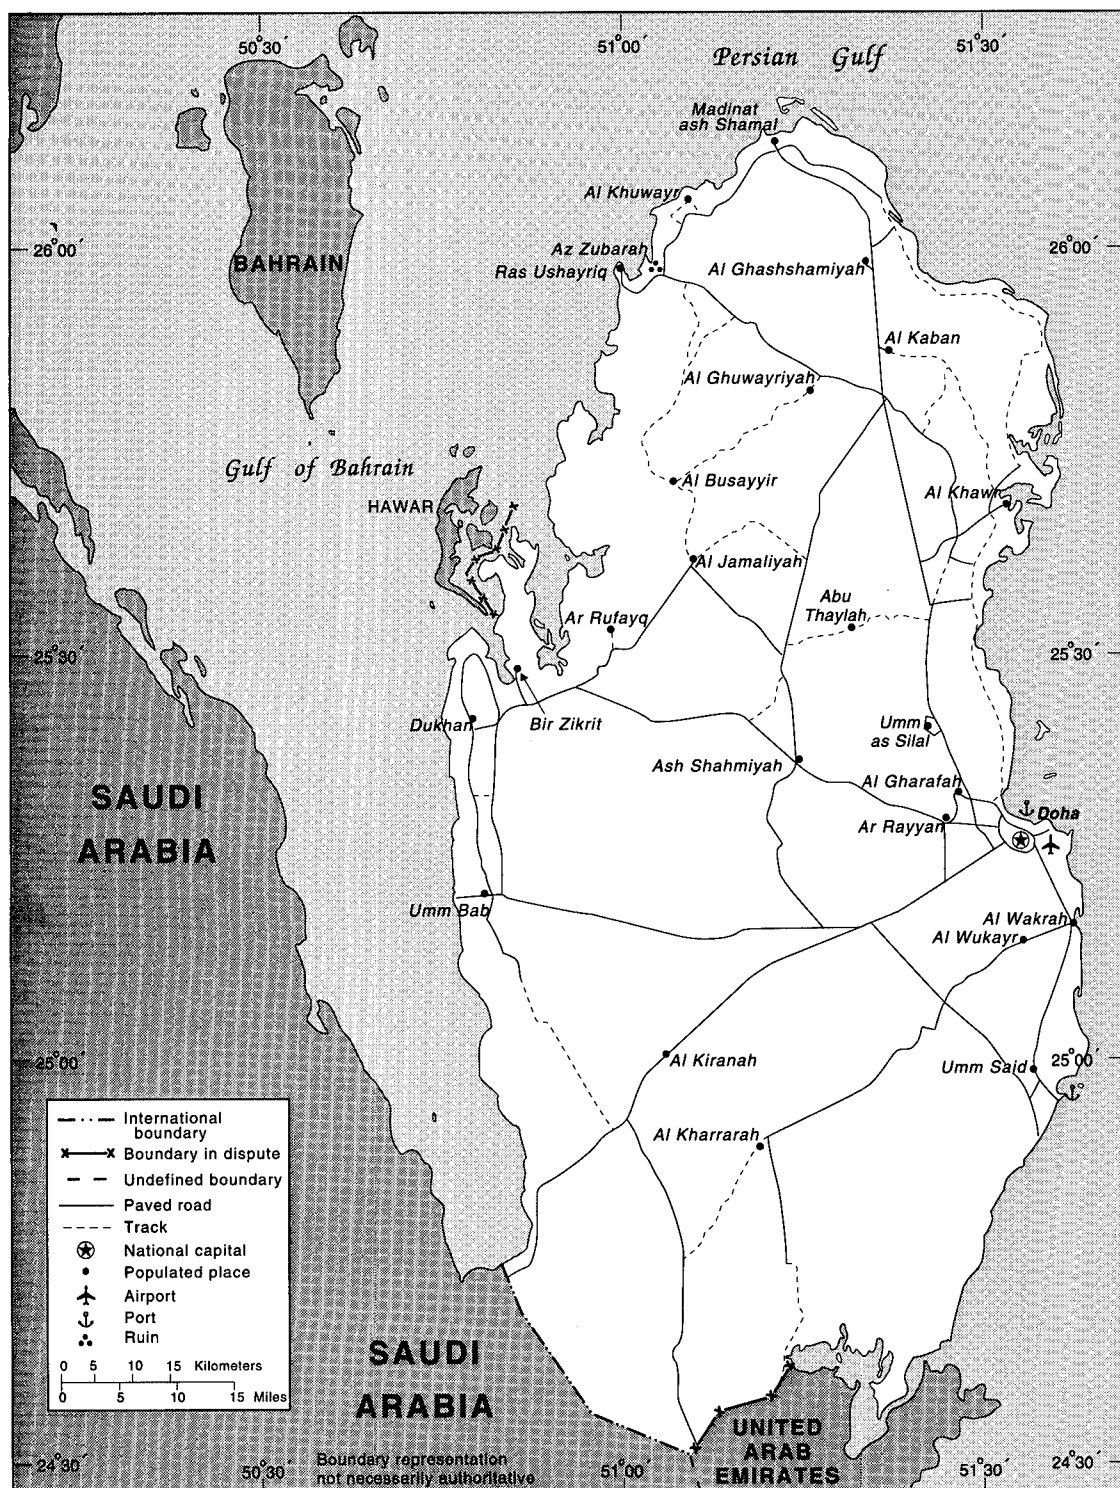 50°30´
51°00´
51°30´
Persian Gulf
Madinat
ash Shamal
Al Khuwayr
26°00´
BAHRAIN
Az Zubarah
Ras Ushayriq
Al Ghashshamiyah
26°00´
Al Kaban
Al Ghuwayriyah
Gulf of Bahrain
Al Busayyir
HAWAR
Al Khawr
Al Jamaliyah
Abu
Thaylah
Ar Rufayq
25°30´
25°30´
Dukhan
Bir Zikrit
Umm
as Silal
Ash Shahmiyah
Al Gharafah
SAUDI
ARABIA
Doha
Ar Rayyan
Umm Bab
Al Wakrah
Al Wukayr
25°00´
Al Kiranah
Umm Said
25°00´
Al Kharrarah
International
boundary
Boundary in dispute
Undefined boundary
Paved road
Track
National capital
Populated place
Airport
Port
Ruin
0 5 10 15 Kilometers
0 5 10 15 Miles
SAUDI
ARABIA
UNITED
ARAB
EMIRATES
Boundary representation
not necessarily authoritative
24°30´
50°30´
51°00´
51°30´
24°30´